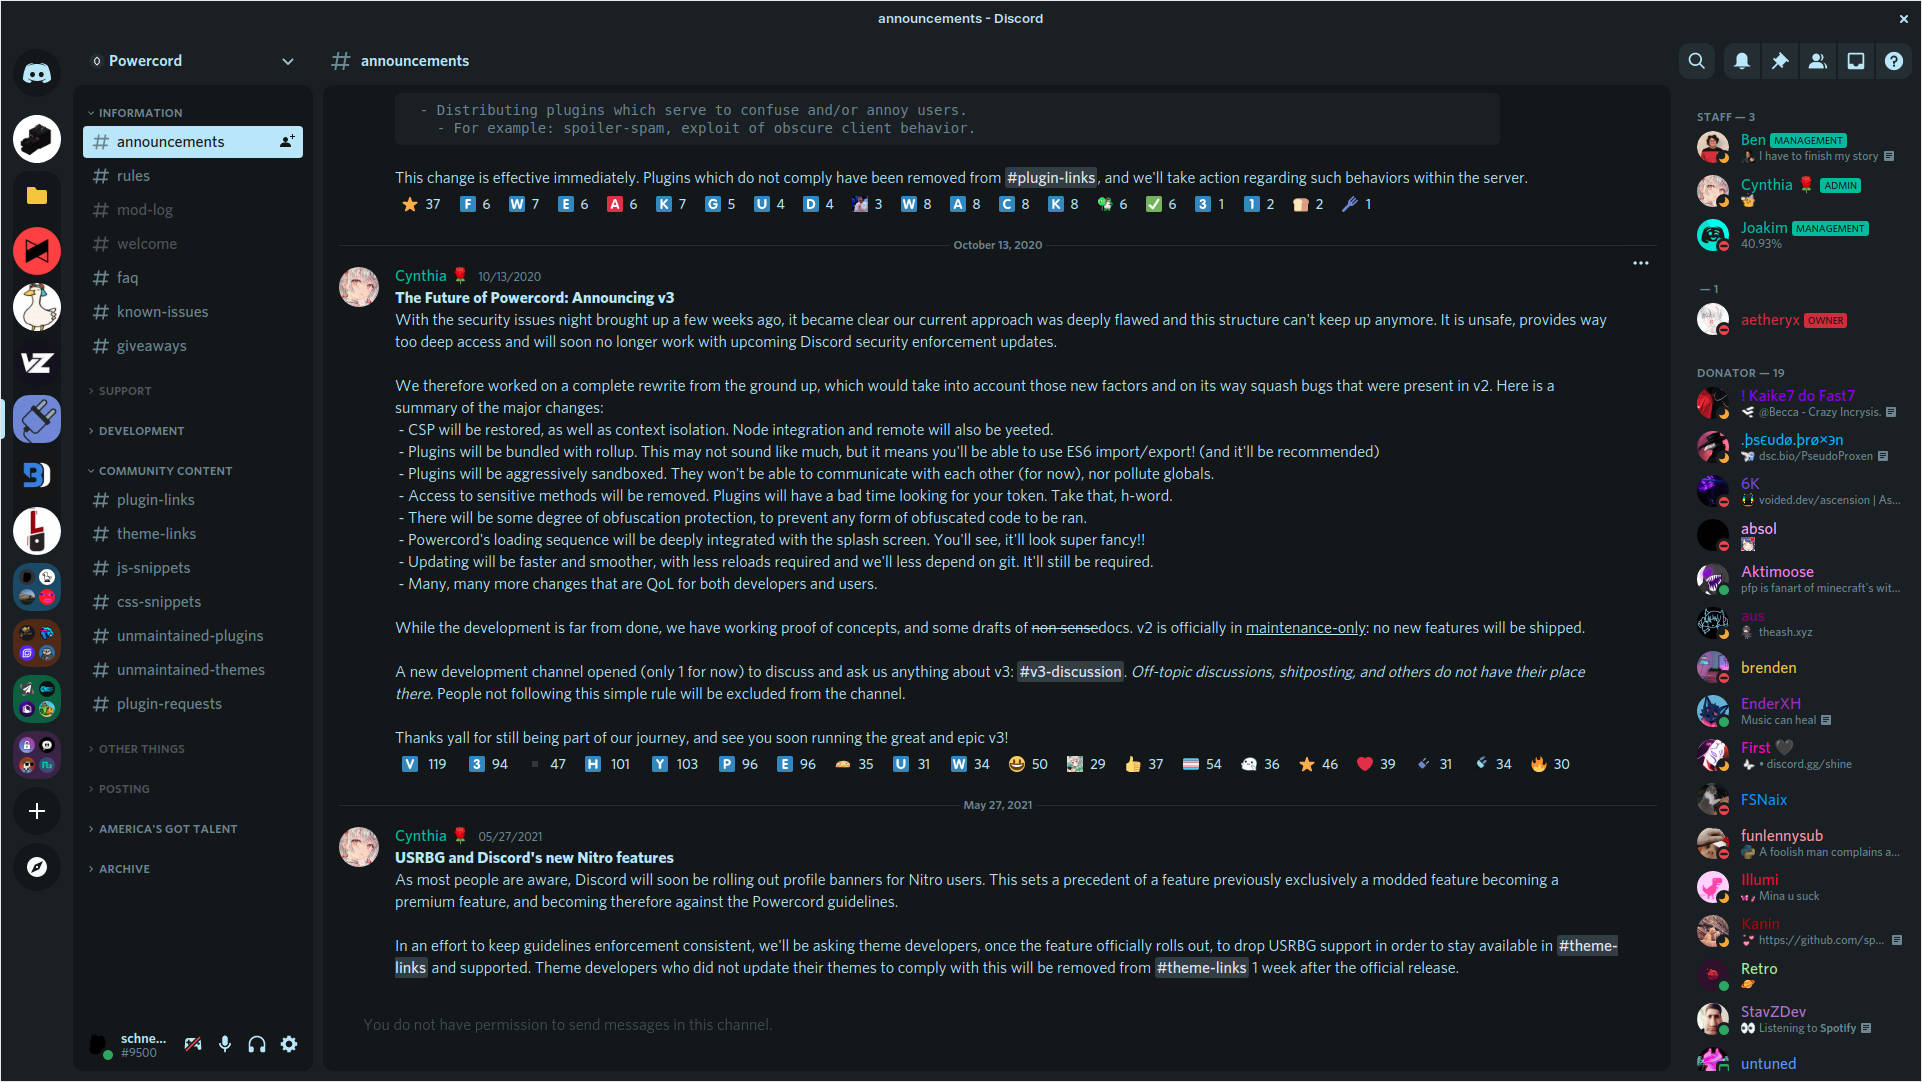 announcements - Discord
Powercord
announcements
INFORMATION
announcements
rules
mod-log
welcome
faq
known-issues
giveaways
SUPPORT
DEVELOPMENT
COMMUNITY CONTENT
plugin-links
theme-links
js-snippets
css-snippets
unmaintained-plugins
unmaintained-themes
plugin-requests
OTHER THINGS
POSTING
AMERICA'S GOT TALENT
ARCHIVE
schne...
#9500
- Distributing plugins which serve to confuse and/or annoy users.
- For example: spoiler-spam, exploit of obscure client behavior.
This change is effective immediately. Plugins which do not comply have been removed from #plugin-links, and we'll take action regarding such behaviors within the server.
37 F 6 W 7 E 6 A 6 K 7 G 5 U 4 D 4 3 W 8 A 8 C 8 K 8 6 6 3 1 1 2 2 1
October 13, 2020
Cynthia 10/13/2020
The Future of Powercord: Announcing v3
With the security issues night brought up a few weeks ago, it became clear our current approach was deeply flawed and this structure can't keep up anymore. It is unsafe, provides way
too deep access and will soon no longer work with upcoming Discord security enforcement updates.
We therefore worked on a complete rewrite from the ground up, which would take into account those new factors and on its way squash bugs that were present in v2. Here is a
summary of the major changes:
- CSP will be restored, as well as context isolation. Node integration and remote will also be yeeted.
- Plugins will be bundled with rollup. This may not sound like much, but it means you'll be able to use ES6 import/export! (and it'll be recommended)
- Plugins will be aggressively sandboxed. They won't be able to communicate with each other (for now), nor pollute globals.
- Access to sensitive methods will be removed. Plugins will have a bad time looking for your token. Take that, h-word.
- There will be some degree of obfuscation protection, to prevent any form of obfuscated code to be ran.
- Powercord's loading sequence will be deeply integrated with the splash screen. You'll see, it'll look super fancy!!
- Updating will be faster and smoother, with less reloads required and we'll less depend on git. It'll still be required.
- Many, many more changes that are QoL for both developers and users.
While the development is far from done, we have working proof of concepts, and some drafts of non sensedocs. v2 is officially in maintenance-only: no new features will be shipped.
A new development channel opened (only 1 for now) to discuss and ask us anything about v3: #v3-discussion. Off-topic discussions, shitposting, and others do not have their place
there. People not following this simple rule will be excluded from the channel.
Thanks yall for still being part of our journey, and see you soon running the great and epic v3!
V 119 3 94 47 H 101 Y 103 P 96 E 96 35 U 31 W 34 50 29 37 54 36 46 39 31 34 30
May 27, 2021
Cynthia 05/27/2021
USRBG and Discord's new Nitro features
As most people are aware, Discord will soon be rolling out profile banners for Nitro users. This sets a precedent of a feature previously exclusively a modded feature becoming a
premium feature, and becoming therefore against the Powercord guidelines.
In an effort to keep guidelines enforcement consistent, we'll be asking theme developers, once the feature officially rolls out, to drop USRBG support in order to stay available in #theme-
links and supported. Theme developers who did not update their themes to comply with this will be removed from #theme-links 1 week after the official release.
You do not have permission to send messages in this channel.
STAFF — 3
Ben MANAGEMENT
I have to finish my story
Cynthia ADMIN
Joakim MANAGEMENT
40.93%
— 1
aetheryx OWNER
DONATOR — 19
! Kaike7 do Fast7
@Becca - Crazy Incrysis.
.þsєυdø.þrø×эn
dsc.bio/PseudoProxen
6K
voided.dev/ascension | As...
absol
Aktimoose
pfp is fanart of minecraft's wit...
aus
theash.xyz
brenden
EnderXH
Music can heal
First
• discord.gg/shine
FSNaix
funlennysub
A foolish man complains a...
Illumi
Mina u suck
Kanin
https://github.com/sp...
Retro
StavZDev
Listening to Spotify
untuned